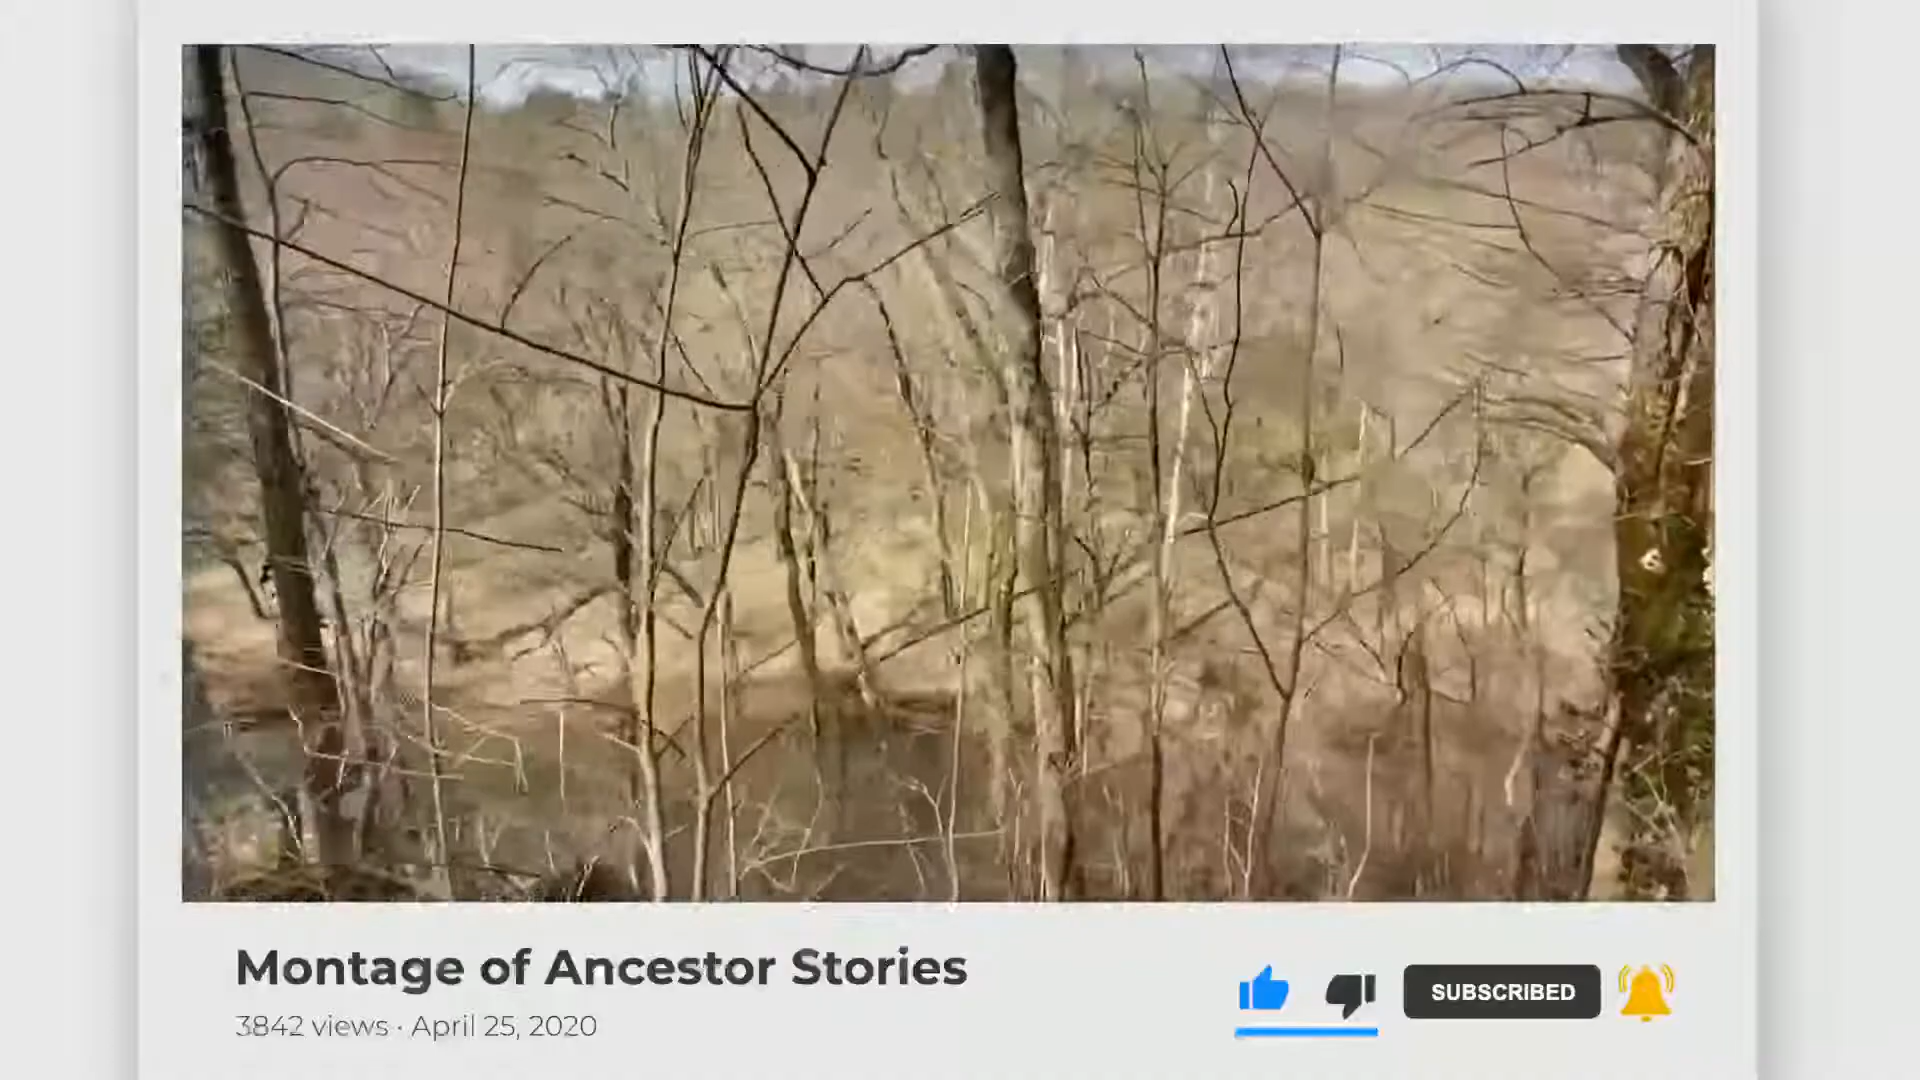 Montage of Ancestor Stories
3842 views · April 25, 2020
SUBSCRIBED